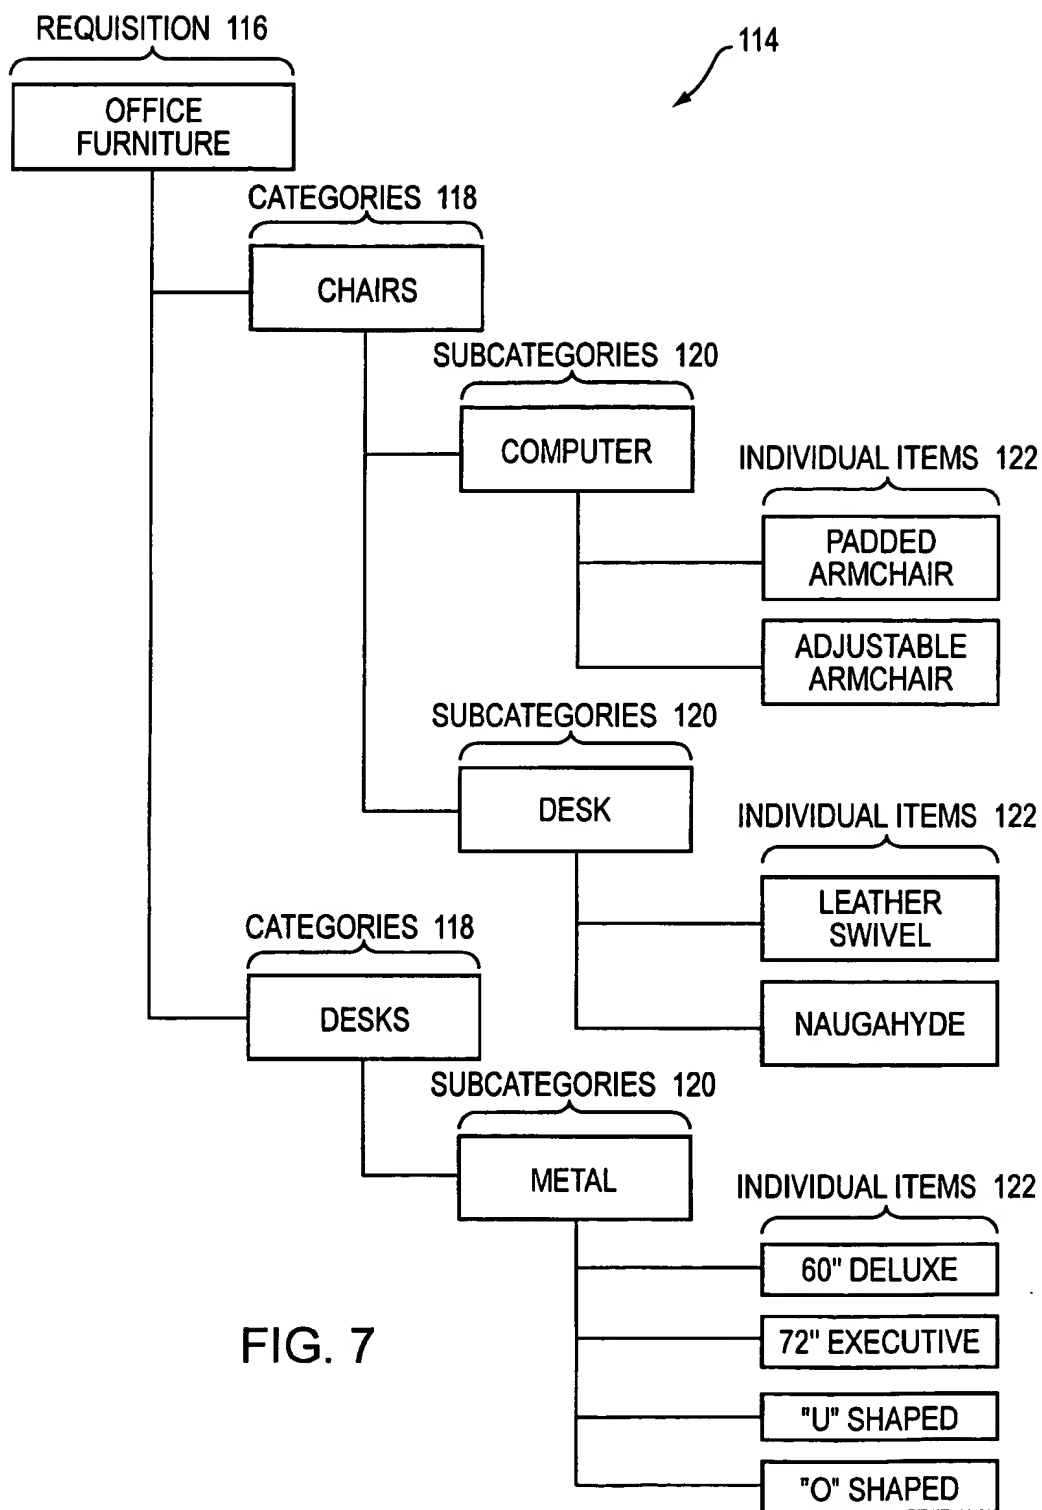 REQUISITION 116
114
OFFICE
FURNITURE
CATEGORIES 118
CHAIRS
SUBCATEGORIES 120
COMPUTER
INDIVIDUAL ITEMS 122
PADDED
ARMCHAIR
ADJUSTABLE
ARMCHAIR
SUBCATEGORIES 120
DESK
INDIVIDUAL ITEMS 122
LEATHER
SWIVEL
NAUGAHYDE
CATEGORIES 118
DESKS
SUBCATEGORIES 120
METAL
INDIVIDUAL ITEMS 122
60" DELUXE
72" EXECUTIVE
"U" SHAPED
"O" SHAPED
FIG. 7